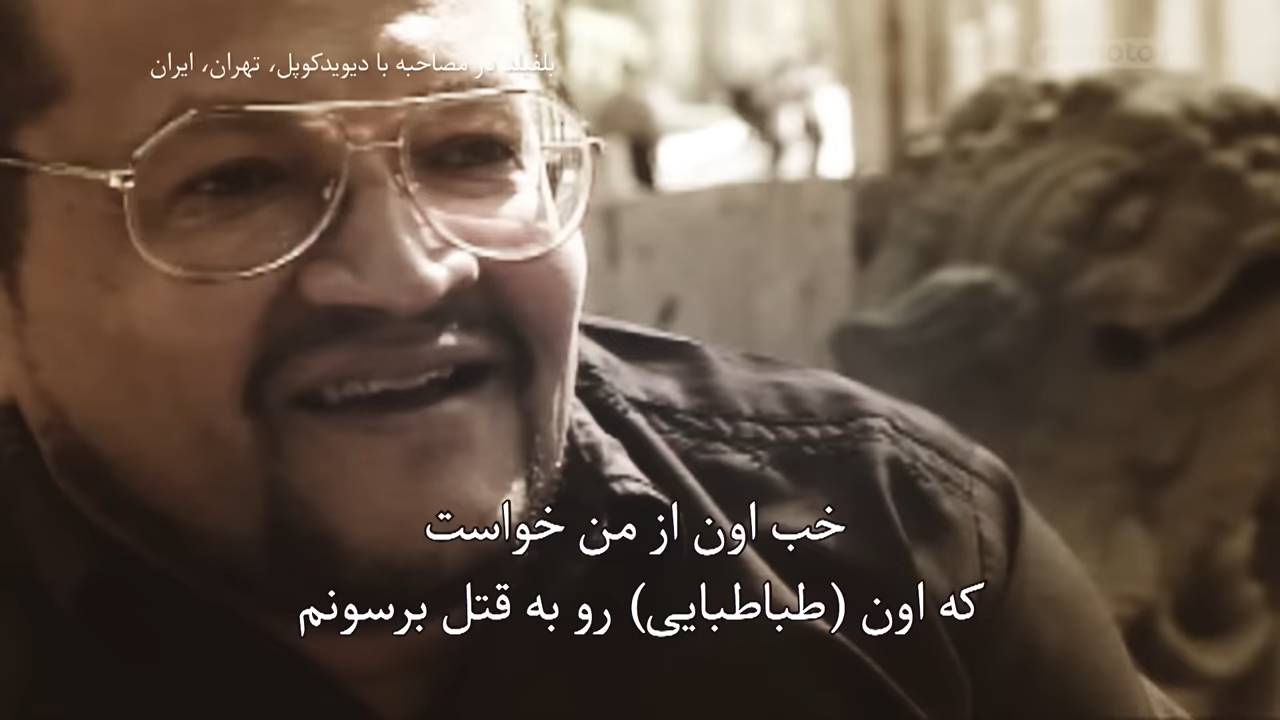 بلفیلد در مصاحبه با دیویدکوپل، تهران، ایران
خب اون از من خواست
که اون (طباطبایی) رو به قتل برسونم